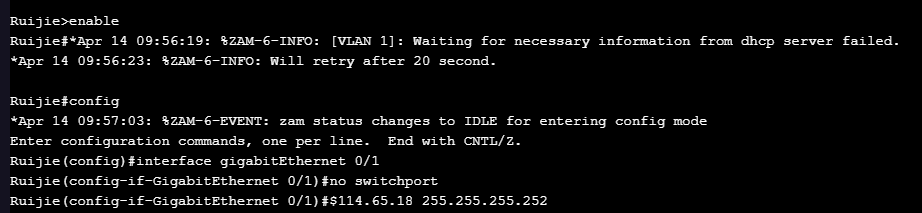 Ruijie>enable
Ruijie#*Apr 14 09:56:19: %ZAM-6-INFO: [VLAN 1]: Waiting for necessary information from dhcp server failed.
*Apr 14 09:56:23: %ZAM-6-INFO: Will retry after 20 second.
Ruijie#config
*Apr 14 09:57:03: %ZAM-6-EVENT: zam status changes to IDLE for entering config mode
Enter configuration commands, one per line.  End with CNTL/Z.
Ruijie(config)#interface gigabitEthernet 0/1
Ruijie(config-if-GigabitEthernet 0/1)#no switchport
Ruijie(config-if-GigabitEthernet 0/1)#$114.65.18 255.255.255.252